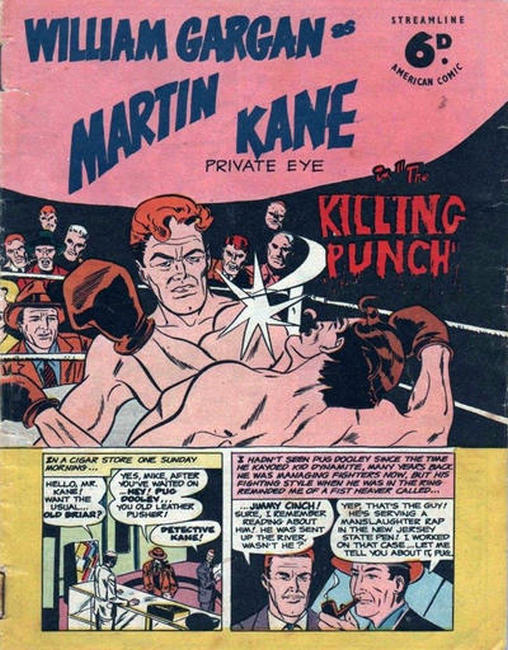 WILLIAM GARGAN as
STREAMLINE
6D.
AMERICAN COMIC
MARTIN KANE
PRIVATE EYE
in "The
KILLING
PUNCH"
IN A CIGAR STORE ONE SUNDAY
MORNING...
HELLO, MR.
KANE!
WANT THE
USUAL...
OLD BRIAR?
YES, MIKE, AFTER
YOU'VE WAITED ON
...HEY! PUG
DOOLEY...
YOU OLD LEATHER
PUSHER!
DETECTIVE
KANE!
I HADN'T SEEN PUG DOOLEY SINCE THE TIME
HE KAYOED KID DYNAMITE, MANY YEARS BACK
HE WAS MANAGING FIGHTERS NOW, BUT HIS
FIGHTING STYLE WHEN HE WAS IN THE RING
REMINDED ME OF A FIST HEAVER CALLED...
...JIMMY CINCH!
SURE, I REMEMBER
READING ABOUT
HIM! HE WAS SENT
UP THE RIVER,
WASN'T HE?
YEP, THAT'S THE GUY!
HE'S SERVING A
MANSLAUGHTER RAP
IN THE NEW JERSEY
STATE PEN! I WORKED
ON THAT CASE...LET ME
TELL YOU ABOUT IT, PUG..